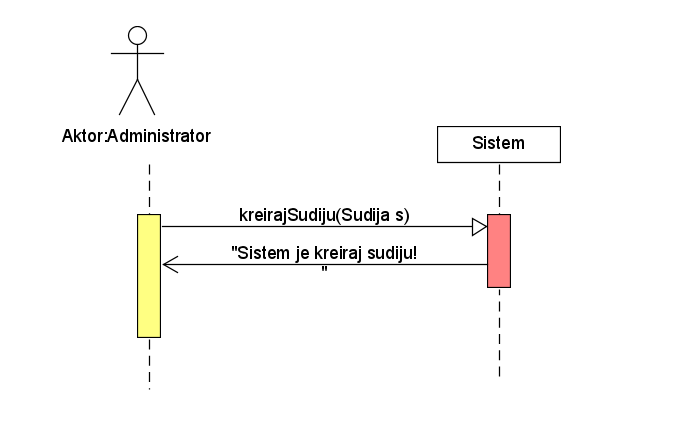 Aktor:Administrator
Sistem
kreirajSudiju(Sudija s)
"Sistem je kreiraj sudiju!
"